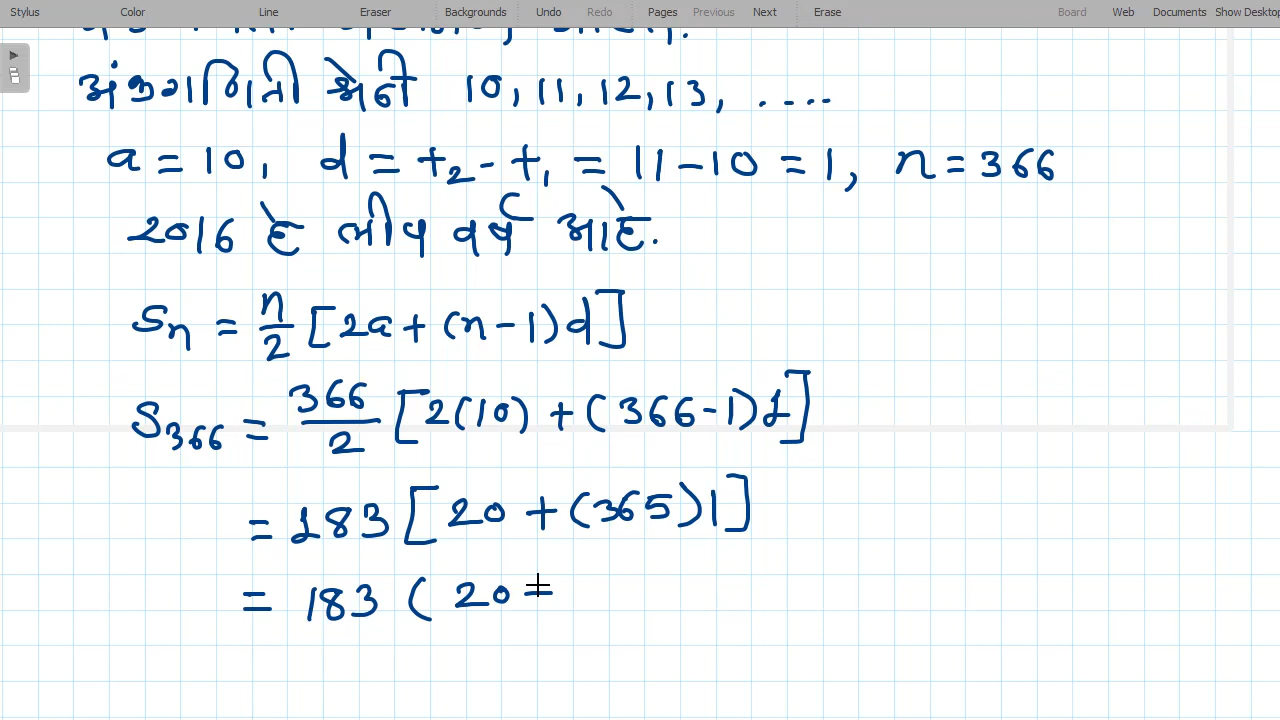 Stylus Color Line Eraser Backgrounds Undo Redo Pages Previous Next Erase Board Web Documents Show Desktop
अंकगणिती श्रेढी 10, 11, 12, 13, ....
a = 10, d = t₂ - t₁ = 11 - 10 = 1, n = 366
2016 हे लीप वर्ष आहे.
Sn = n/2 [2a + (n - 1)d]
S366 = 366/2 [2(10) + (366 - 1)1]
= 183 [20 + (365)1]
= 183 ( 20